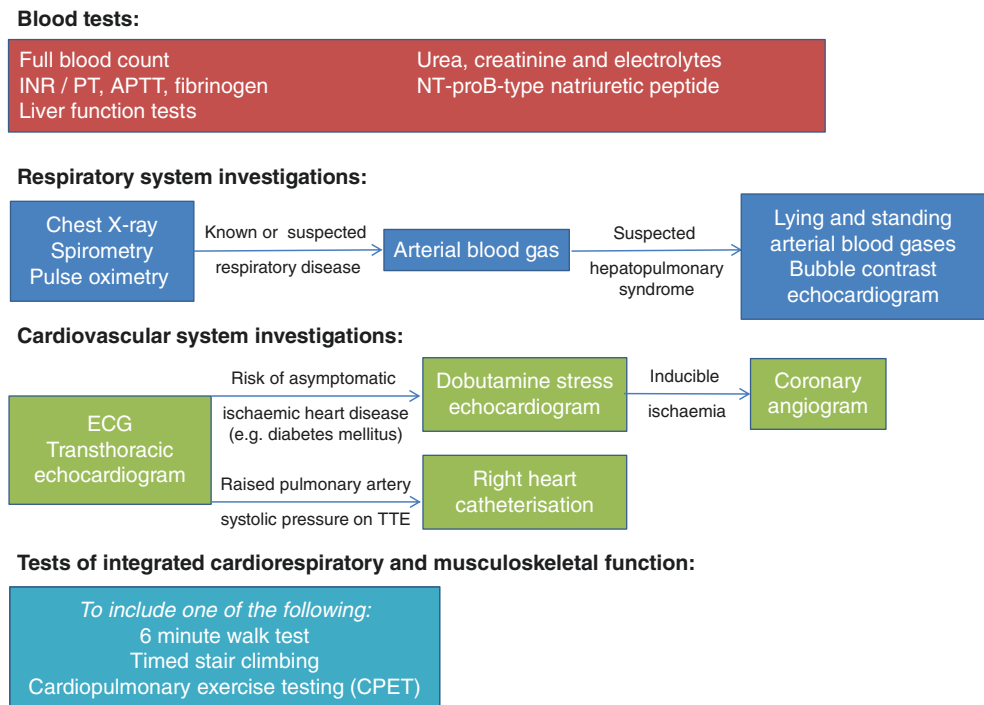 Blood tests:
Full blood count
INR / PT, APTT, fibrinogen
Liver function tests
Urea, creatinine and electrolytes
NT-proB-type natriuretic peptide
Respiratory system investigations:
Chest X-ray
Spirometry
Pulse oximetry
Known or suspected
respiratory disease
Arterial blood gas
Suspected
hepatopulmonary
syndrome
Lying and standing
arterial blood gases
Bubble contrast
echocardiogram
Cardiovascular system investigations:
ECG
Transthoracic
echocardiogram
Risk of asymptomatic
ischaemic heart disease
(e.g. diabetes mellitus)
Dobutamine stress
echocardiogram
Inducible
ischaemia
Coronary
angiogram
Raised pulmonary artery
systolic pressure on TTE
Right heart
catheterisation
Tests of integrated cardiorespiratory and musculoskeletal function:
To include one of the following:
6 minute walk test
Timed stair climbing
Cardiopulmonary exercise testing (CPET)